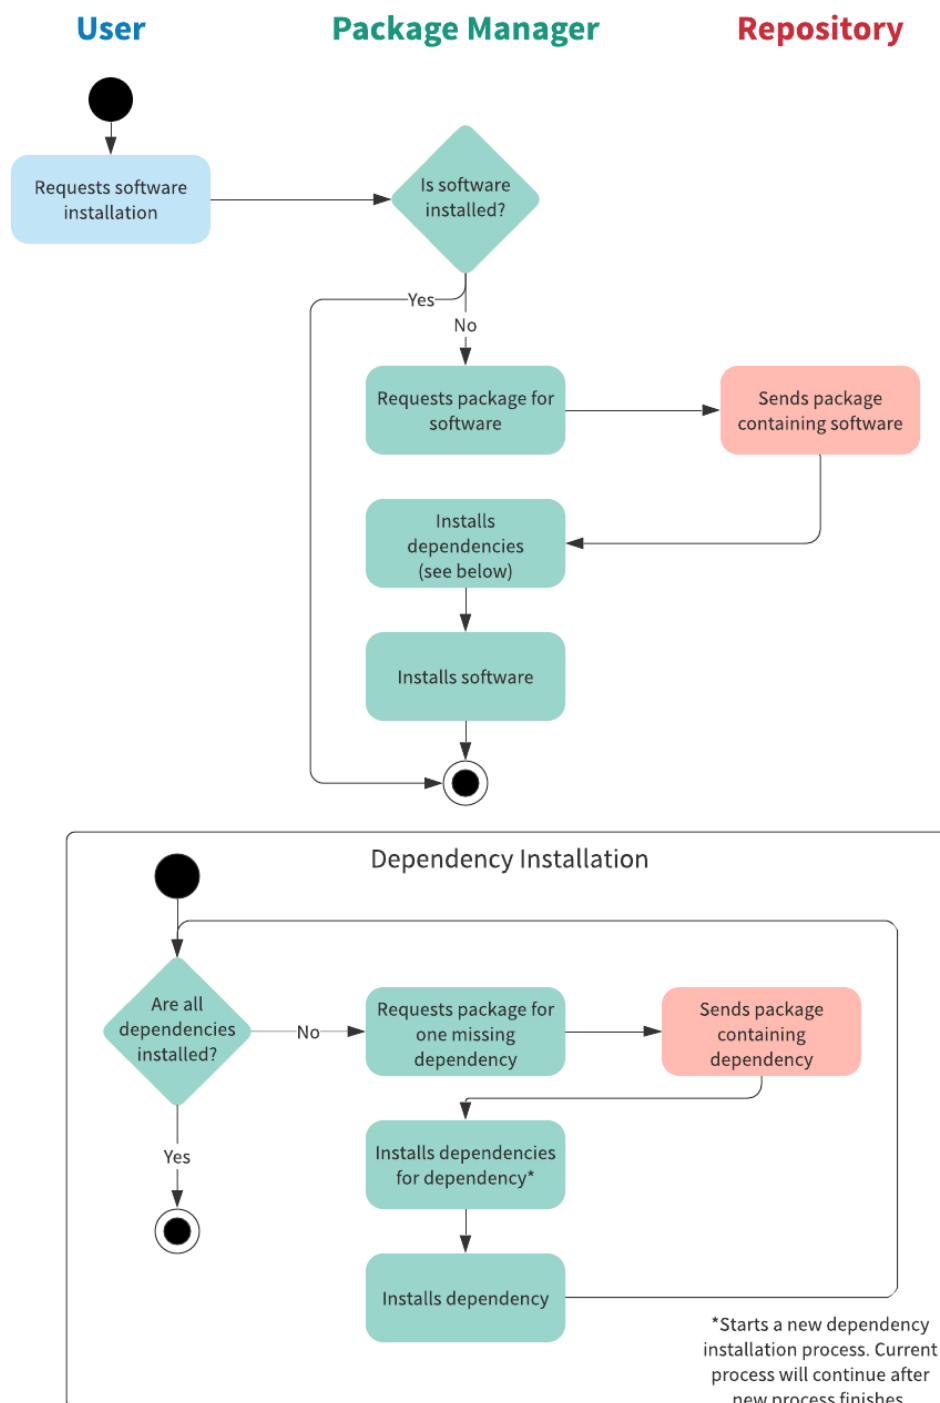 User
Package Manager
Repository
Requests software
installation
Is software
installed?
Yes
No
Requests package for
software
Sends package
containing software
Installs
dependencies
(see below)
Installs software
Dependency Installation
Are all
dependencies
installed?
No
Requests package for
one missing
dependency
Sends package
containing
dependency
Yes
Installs dependencies
for dependency*
Installs dependency
*Starts a new dependency
installation process. Current
process will continue after
new process finishes